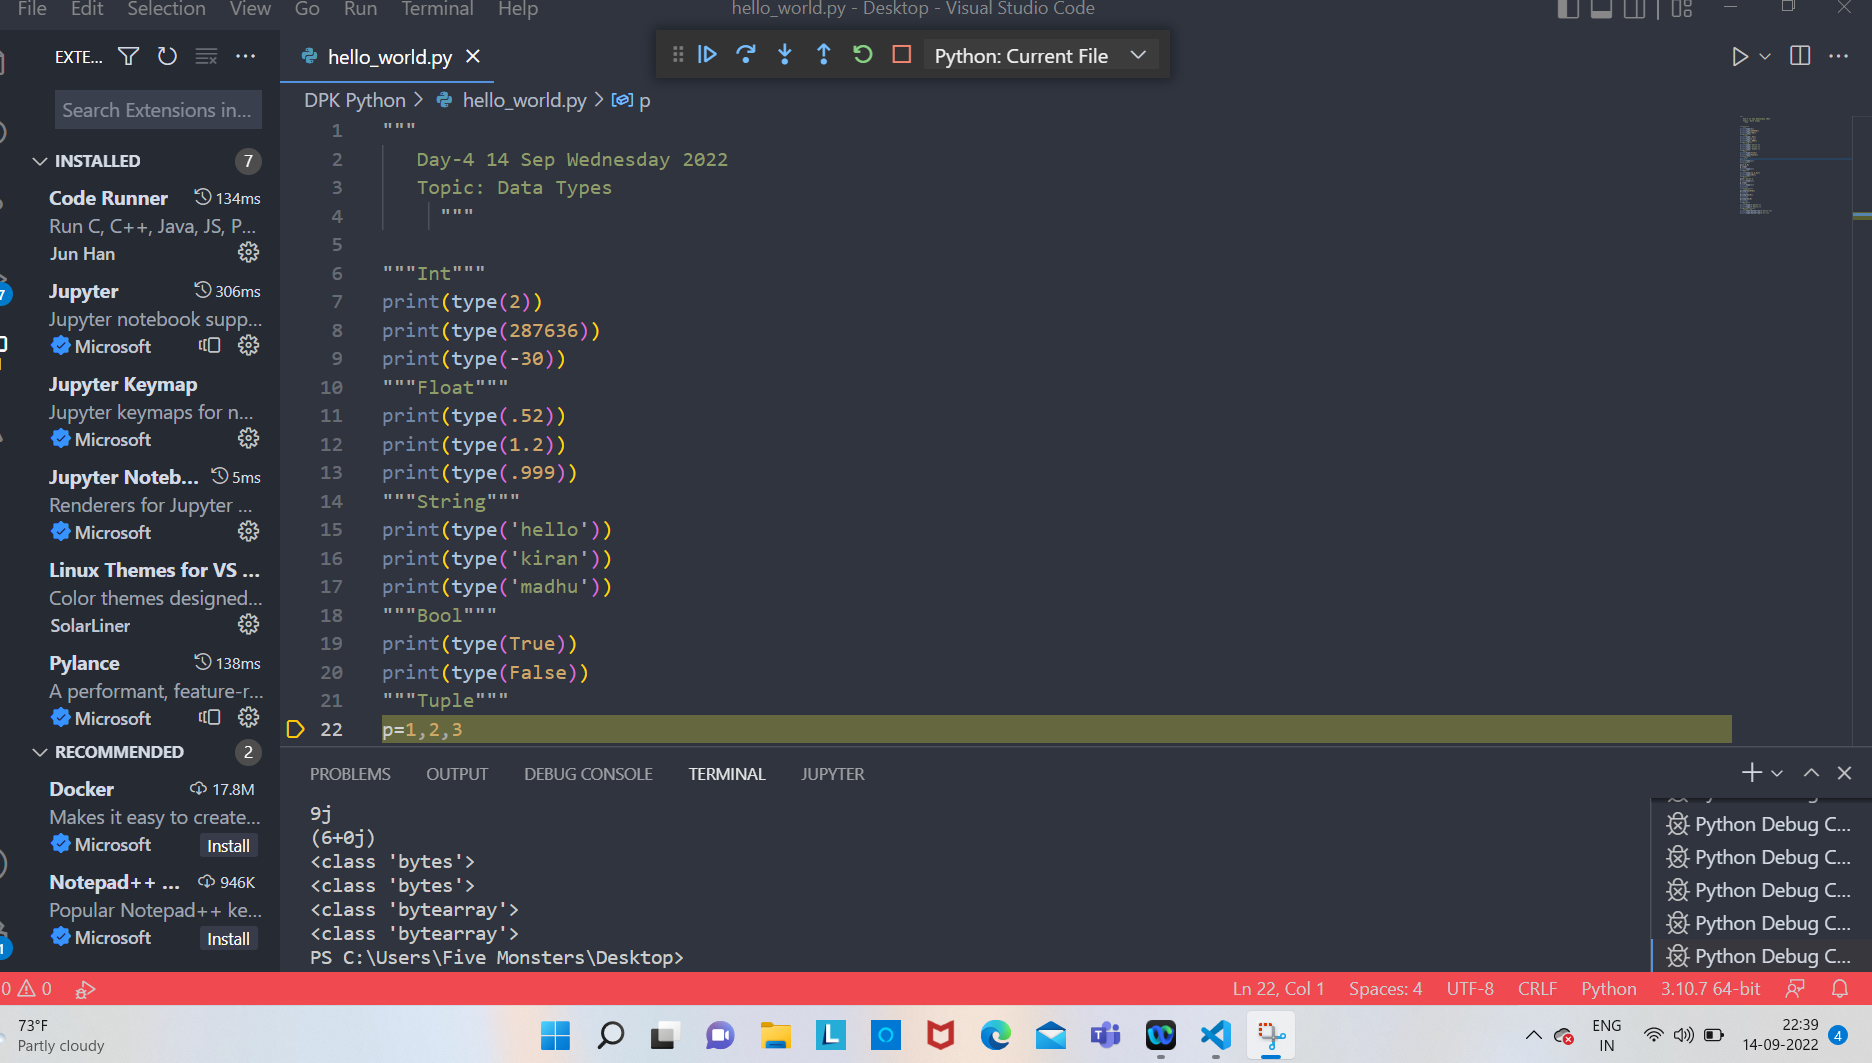 File Edit Selection View Go Run Terminal Help
hello_world.py - Desktop - Visual Studio Code
EXTE...
hello_world.py
Python: Current File
DPK Python > hello_world.py > p
Search Extensions in...
INSTALLED 7
Code Runner 134ms
Run C, C++, Java, JS, P...
Jun Han
Jupyter 306ms
Jupyter notebook supp...
Microsoft
Jupyter Keymap
Jupyter keymaps for n...
Microsoft
Jupyter Noteb... 5ms
Renderers for Jupyter ...
Microsoft
Linux Themes for VS ...
Color themes designed...
SolarLiner
Pylance 138ms
A performant, feature-r...
Microsoft
RECOMMENDED 2
Docker 17.8M
Makes it easy to create...
Microsoft Install
Notepad++ ... 946K
Popular Notepad++ ke...
Microsoft Install
7
1
1 """
2 Day-4 14 Sep Wednesday 2022
3 Topic: Data Types
4 """
5
6 """Int"""
7 print(type(2))
8 print(type(287636))
9 print(type(-30))
10 """Float"""
11 print(type(.52))
12 print(type(1.2))
13 print(type(.999))
14 """String"""
15 print(type('hello'))
16 print(type('kiran'))
17 print(type('madhu'))
18 """Bool"""
19 print(type(True))
20 print(type(False))
21 """Tuple"""
22 p=1,2,3
PROBLEMS OUTPUT DEBUG CONSOLE TERMINAL JUPYTER
9j
(6+0j)
<class 'bytes'>
<class 'bytes'>
<class 'bytearray'>
<class 'bytearray'>
PS C:\Users\Five Monsters\Desktop>
Python Debug C...
Python Debug C...
Python Debug C...
Python Debug C...
Python Debug C...
0 0
Ln 22, Col 1 Spaces: 4 UTF-8 CRLF Python 3.10.7 64-bit
73°F
Partly cloudy
L
ENG
IN
22:39
14-09-2022
4